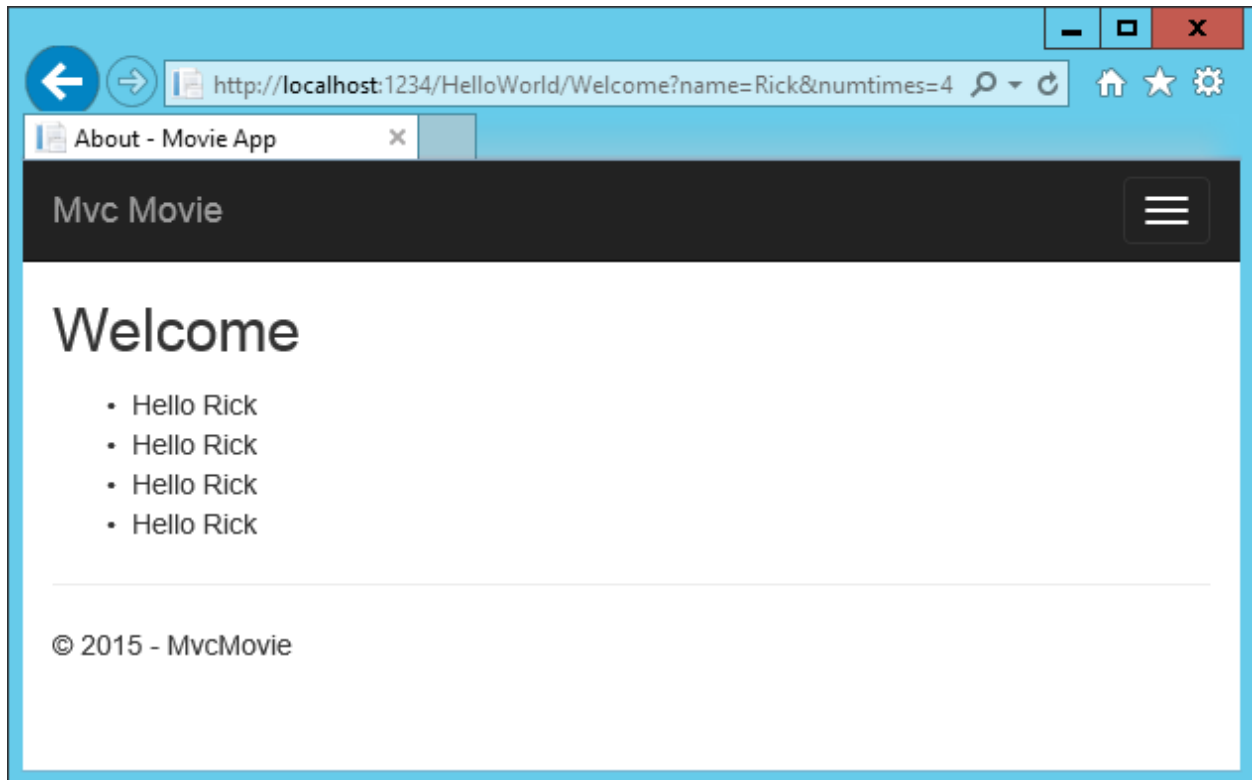 http://localhost:1234/HelloWorld/Welcome?name=Rick&numtimes=4
About - Movie App
Mvc Movie
Welcome
• Hello Rick
• Hello Rick
• Hello Rick
• Hello Rick
© 2015 - MvcMovie